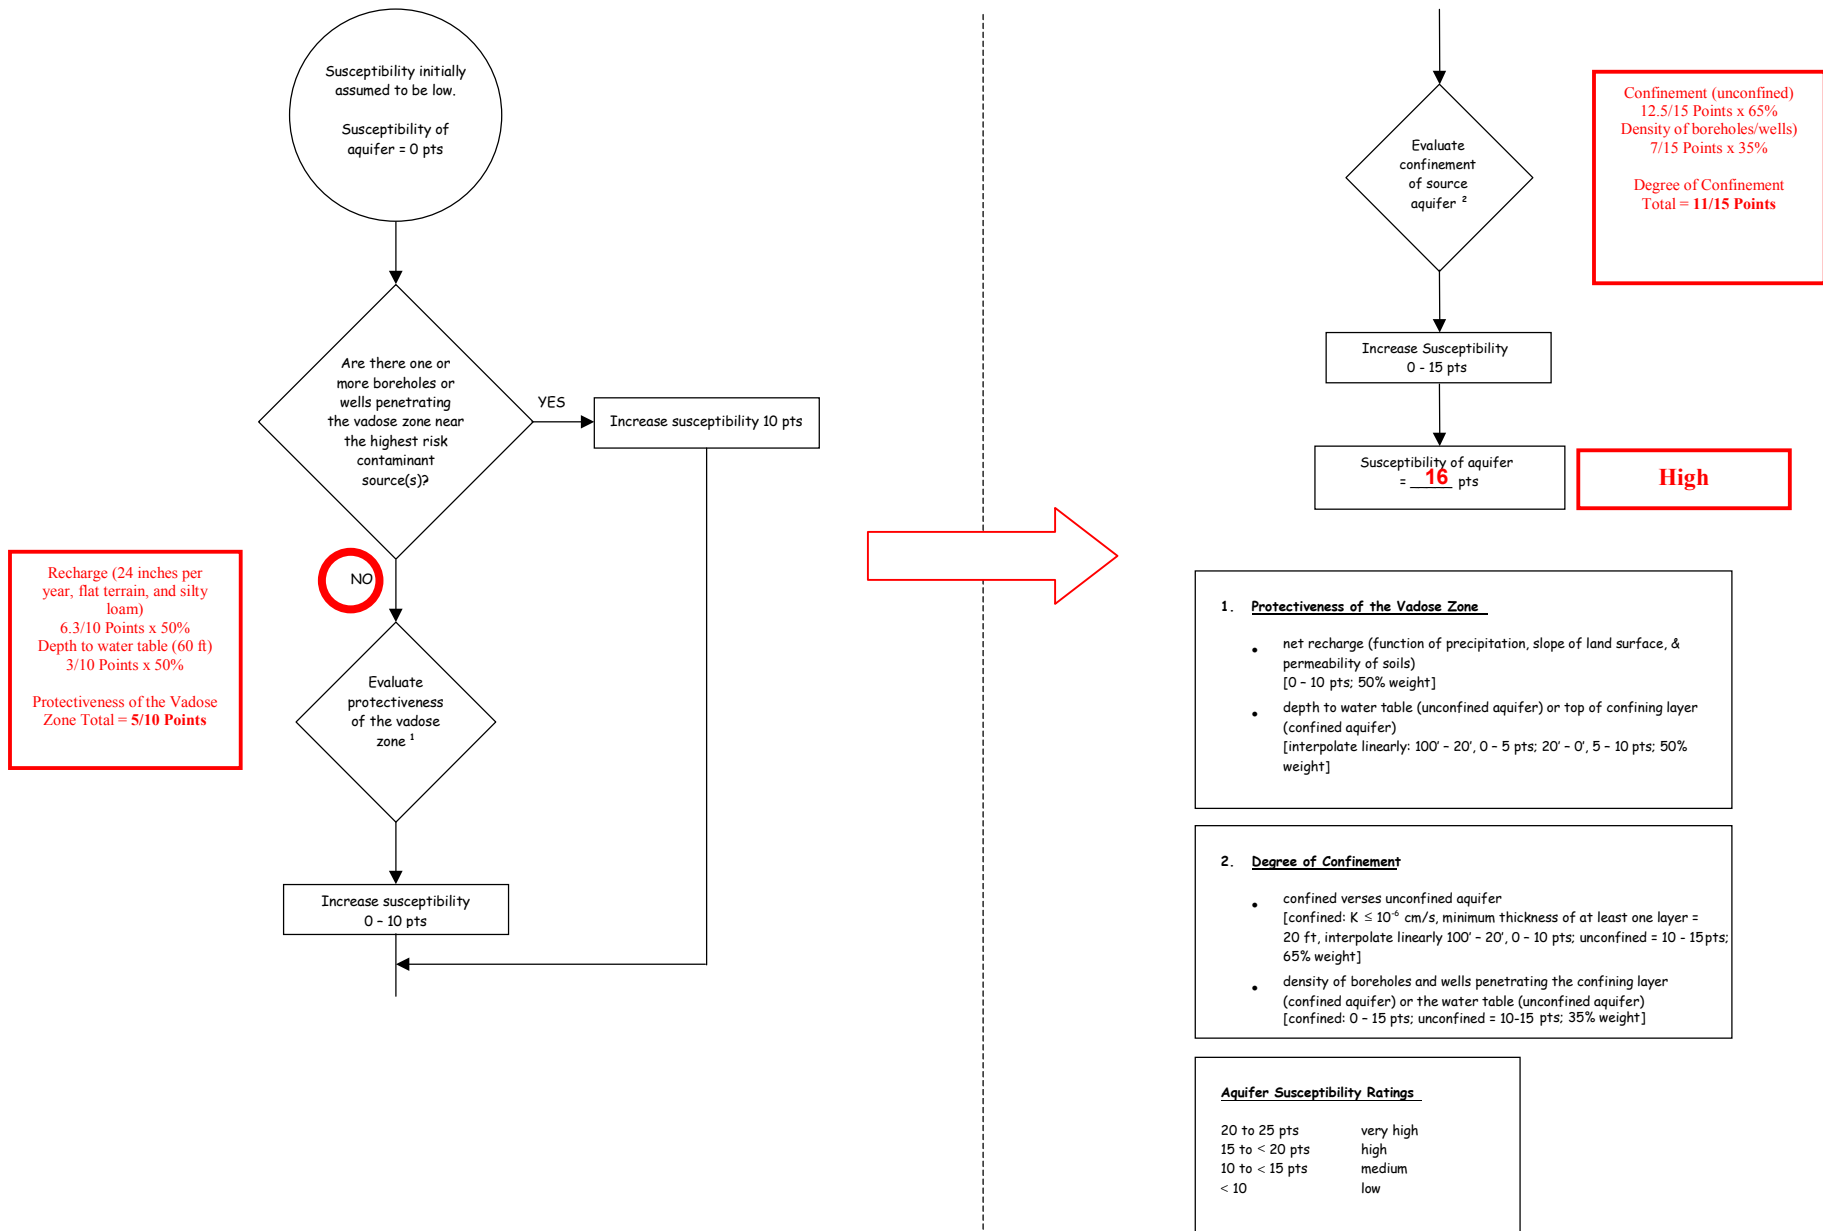 Susceptibility initially
assumed to be low.
Susceptibility of
aquifer = 0 pts
Are there one or
more boreholes or
wells penetrating
the vadose zone near
the highest risk
contaminant
source(s)?
YES
Increase susceptibility 10 pts
NO
Recharge (24 inches per
year, flat terrain, and silty
loam)
6.3/10 Points x 50%
Depth to water table (60 ft)
3/10 Points x 50%
Protectiveness of the Vadose
Zone Total = 5/10 Points
Evaluate
protectiveness
of the vadose
zone ¹
Increase susceptibility
0 – 10 pts
Evaluate
confinement
of source
aquifer ²
Confinement (unconfined)
12.5/15 Points x 65%
Density of boreholes/wells)
7/15 Points x 35%
Degree of Confinement
Total = 11/15 Points
Increase Susceptibility
0 - 15 pts
Susceptibility of aquifer
= __16__ pts
High
1. Protectiveness of the Vadose Zone
• net recharge (function of precipitation, slope of land surface, &
permeability of soils)
[0 – 10 pts; 50% weight]
• depth to water table (unconfined aquifer) or top of confining layer
(confined aquifer)
[interpolate linearly: 100’ – 20’, 0 – 5 pts; 20’ – 0’, 5 – 10 pts; 50%
weight]
2. Degree of Confinement
• confined verses unconfined aquifer
[confined: K ≤ 10⁻⁶ cm/s, minimum thickness of at least one layer =
20 ft, interpolate linearly 100’ – 20’, 0 – 10 pts; unconfined = 10 - 15 pts;
65% weight]
• density of boreholes and wells penetrating the confining layer
(confined aquifer) or the water table (unconfined aquifer)
[confined: 0 – 15 pts; unconfined = 10-15 pts; 35% weight]
Aquifer Susceptibility Ratings
20 to 25 pts very high
15 to < 20 pts high
10 to < 15 pts medium
< 10 low